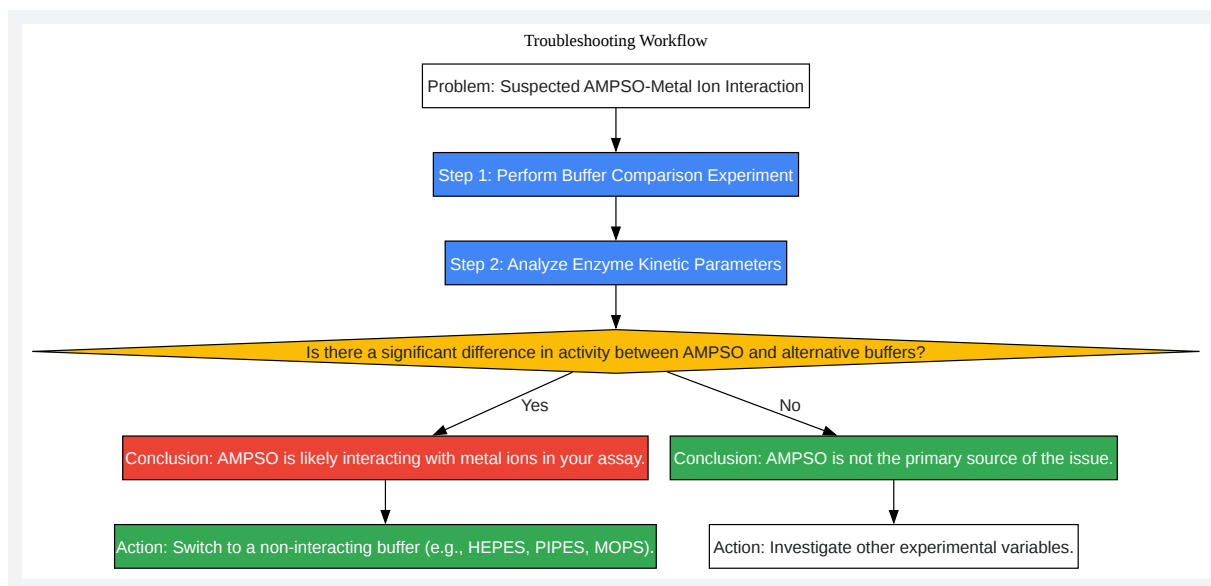 Troubleshooting Workflow
Problem: Suspected AMPSO-Metal Ion Interaction
Step 1: Perform Buffer Comparison Experiment
Step 2: Analyze Enzyme Kinetic Parameters
Is there a significant difference in activity between AMPSO and alternative buffers?
Yes
No
Conclusion: AMPSO is likely interacting with metal ions in your assay.
Conclusion: AMPSO is not the primary source of the issue.
Action: Switch to a non-interacting buffer (e.g., HEPES, PIPES, MOPS).
Action: Investigate other experimental variables.